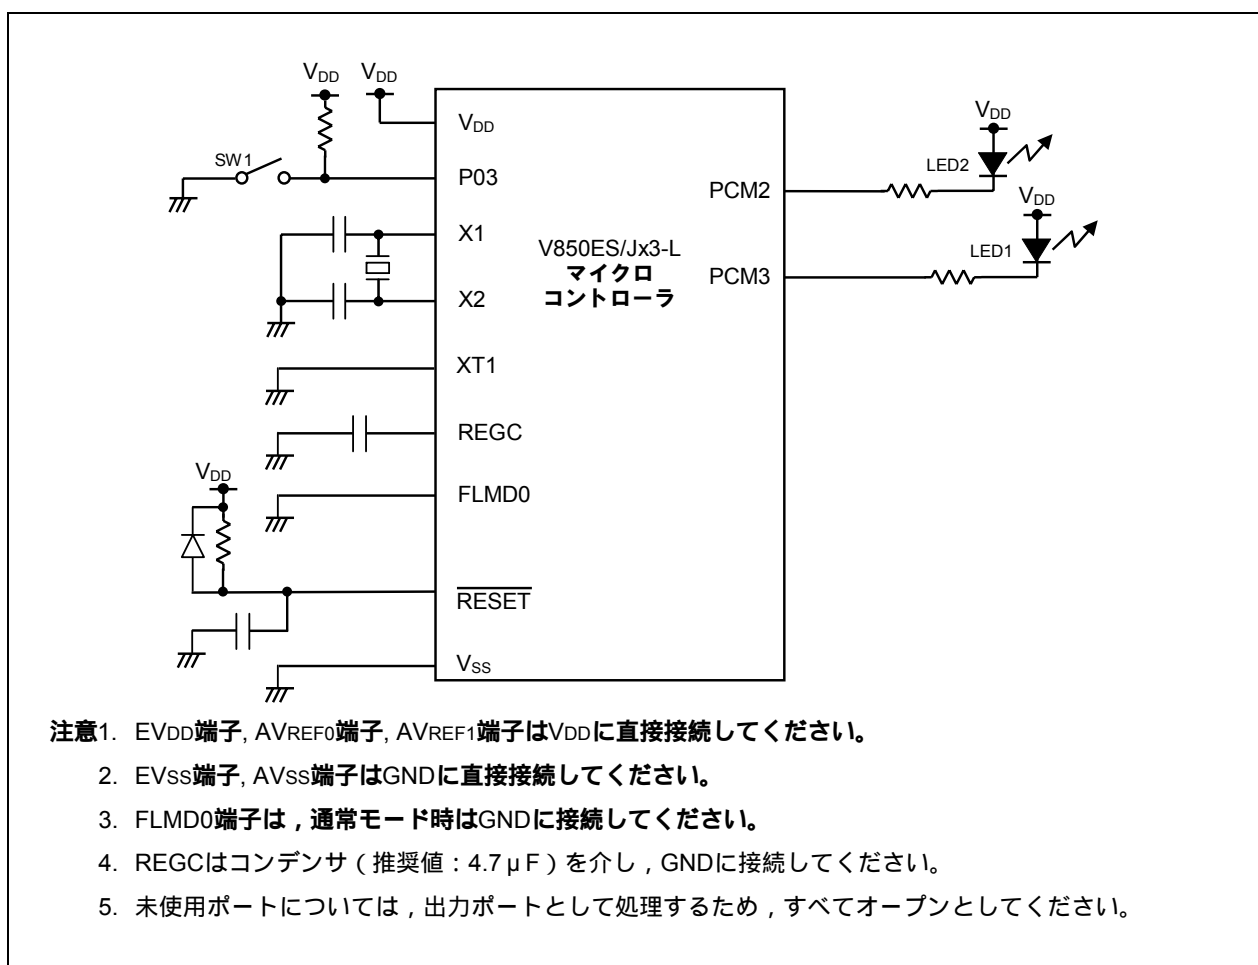 VDD VDD
VDD
SW1
P03
X1
X2
XT1
REGC
VDD
FLMD0
RESET
VSS
V850ES/Jx3-L
マイクロ
コントローラ
VDD
LED2
PCM2
VDD
LED1
PCM3
注意1. EVDD端子, AVREF0端子, AVREF1端子はVDDに直接接続してください。
2. EVSS端子, AVSS端子はGNDに直接接続してください。
3. FLMD0端子は，通常モード時はGNDに接続してください。
4. REGCはコンデンサ（推奨値：4.7μF）を介し，GNDに接続してください。
5. 未使用ポートについては，出力ポートとして処理するため，すべてオープンとしてください。